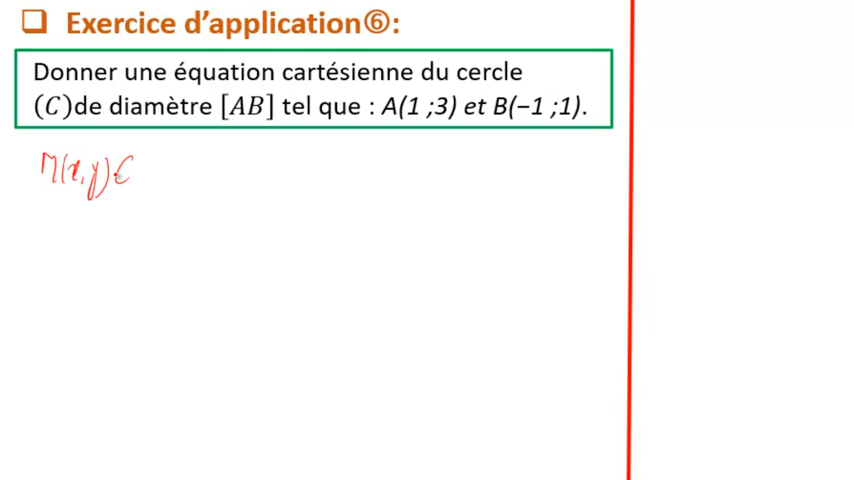 ❑ Exercice d’application⑥:
Donner une équation cartésienne du cercle
(C)de diamètre [AB] tel que : A(1 ;3) et B(−1 ;1).
M(x,y)∈